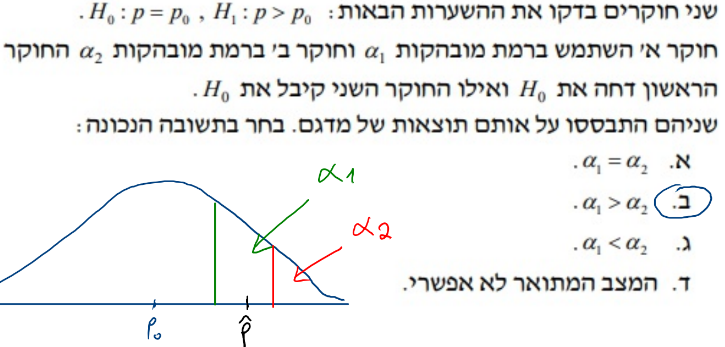 שני חוקרים בדקו את ההשערות הבאות: H₀ : p = p₀ , H₁ : p > p₀ .
חוקר א׳ השתמש ברמת מובהקות α₁ וחוקר ב׳ ברמת מובהקות α₂ החוקר
הראשון דחה את H₀ ואילו החוקר השני קיבל את H₀ .
שניהם התבססו על אותם תוצאות של מדגם. בחר בתשובה הנכונה:
א. α₁ = α₂ .
ב. α₁ > α₂ .
ג. α₁ < α₂ .
ד. המצב המתואר לא אפשרי.
α1
α2
p₀
p̂